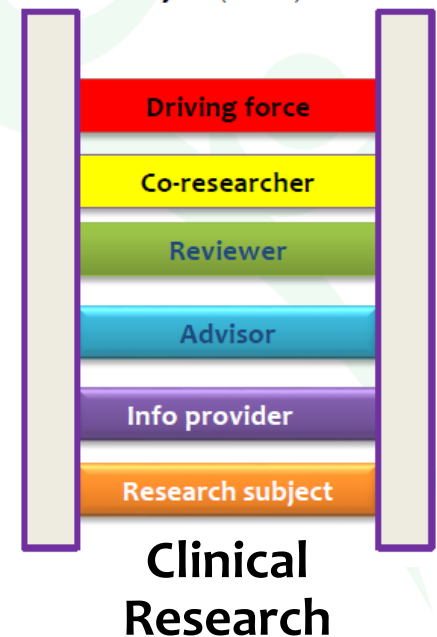 Driving force
Co-researcher
Reviewer
Advisor
Info provider
Research subject
Clinical
Research